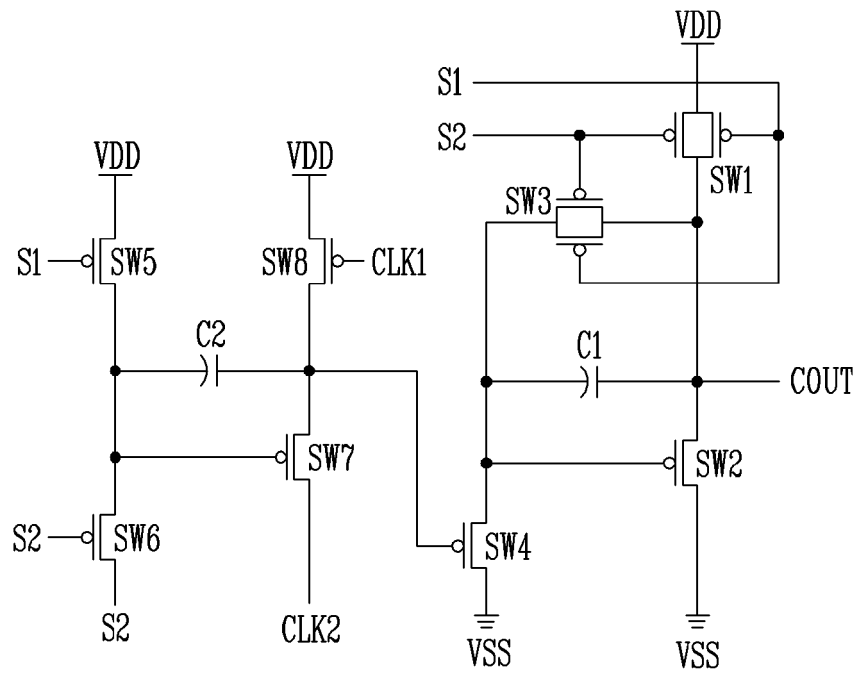 VDD
S1
S2
SW1
VDD
VDD
SW3
S1
SW5
SW8
CLK1
C2
C1
COUT
SW7
SW2
S2
SW6
SW4
S2
CLK2
VSS
VSS